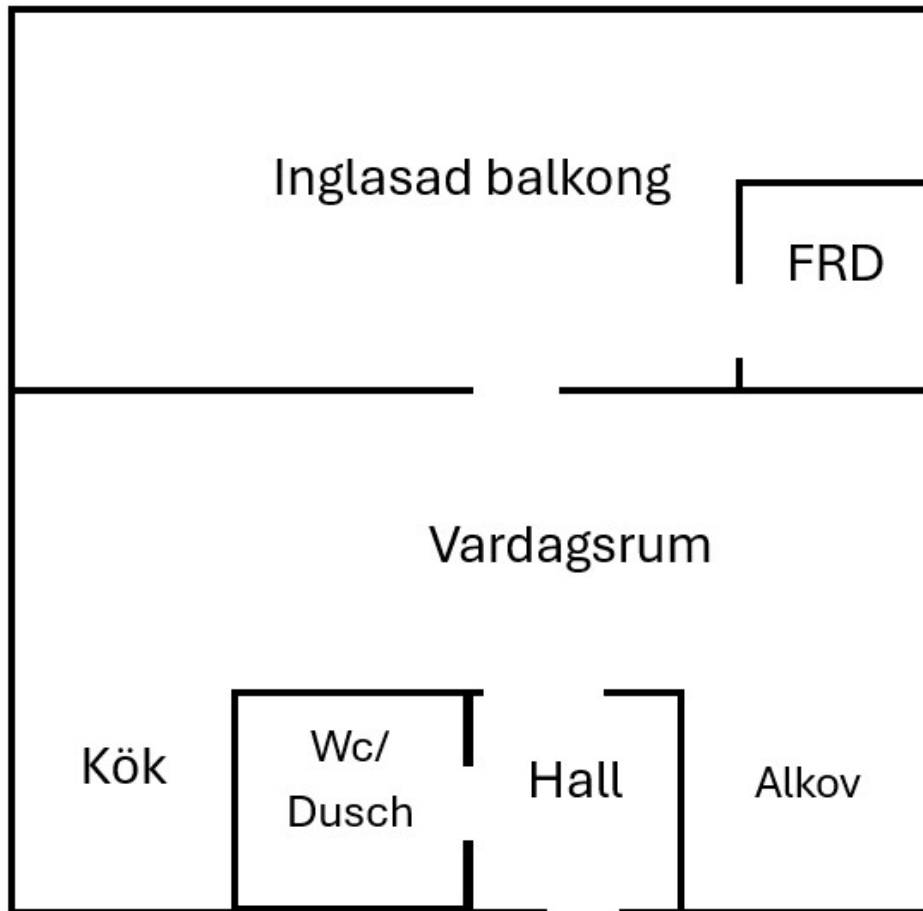 Inglasad balkong
FRD
Vardagsrum
Kök
Wc/
Dusch
Hall
Alkov